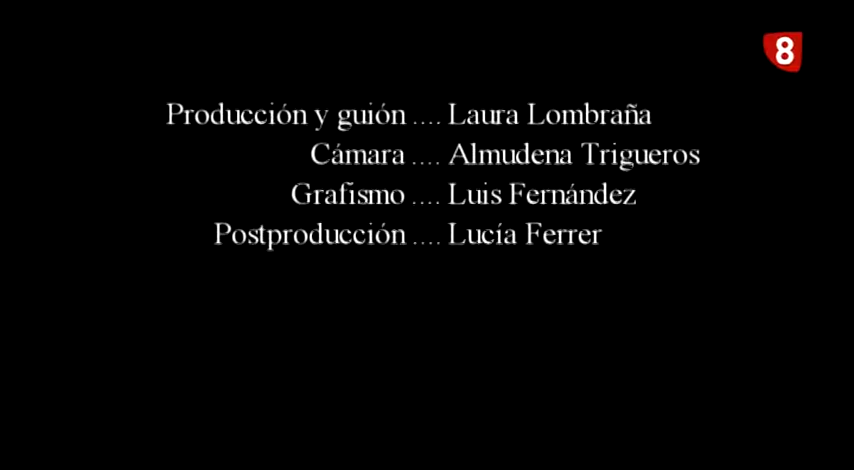 8
Producción y guión .... Laura Lombraña
Cámara .... Almudena Trigueros
Grafismo .... Luis Fernández
Postproducción .... Lucía Ferrer